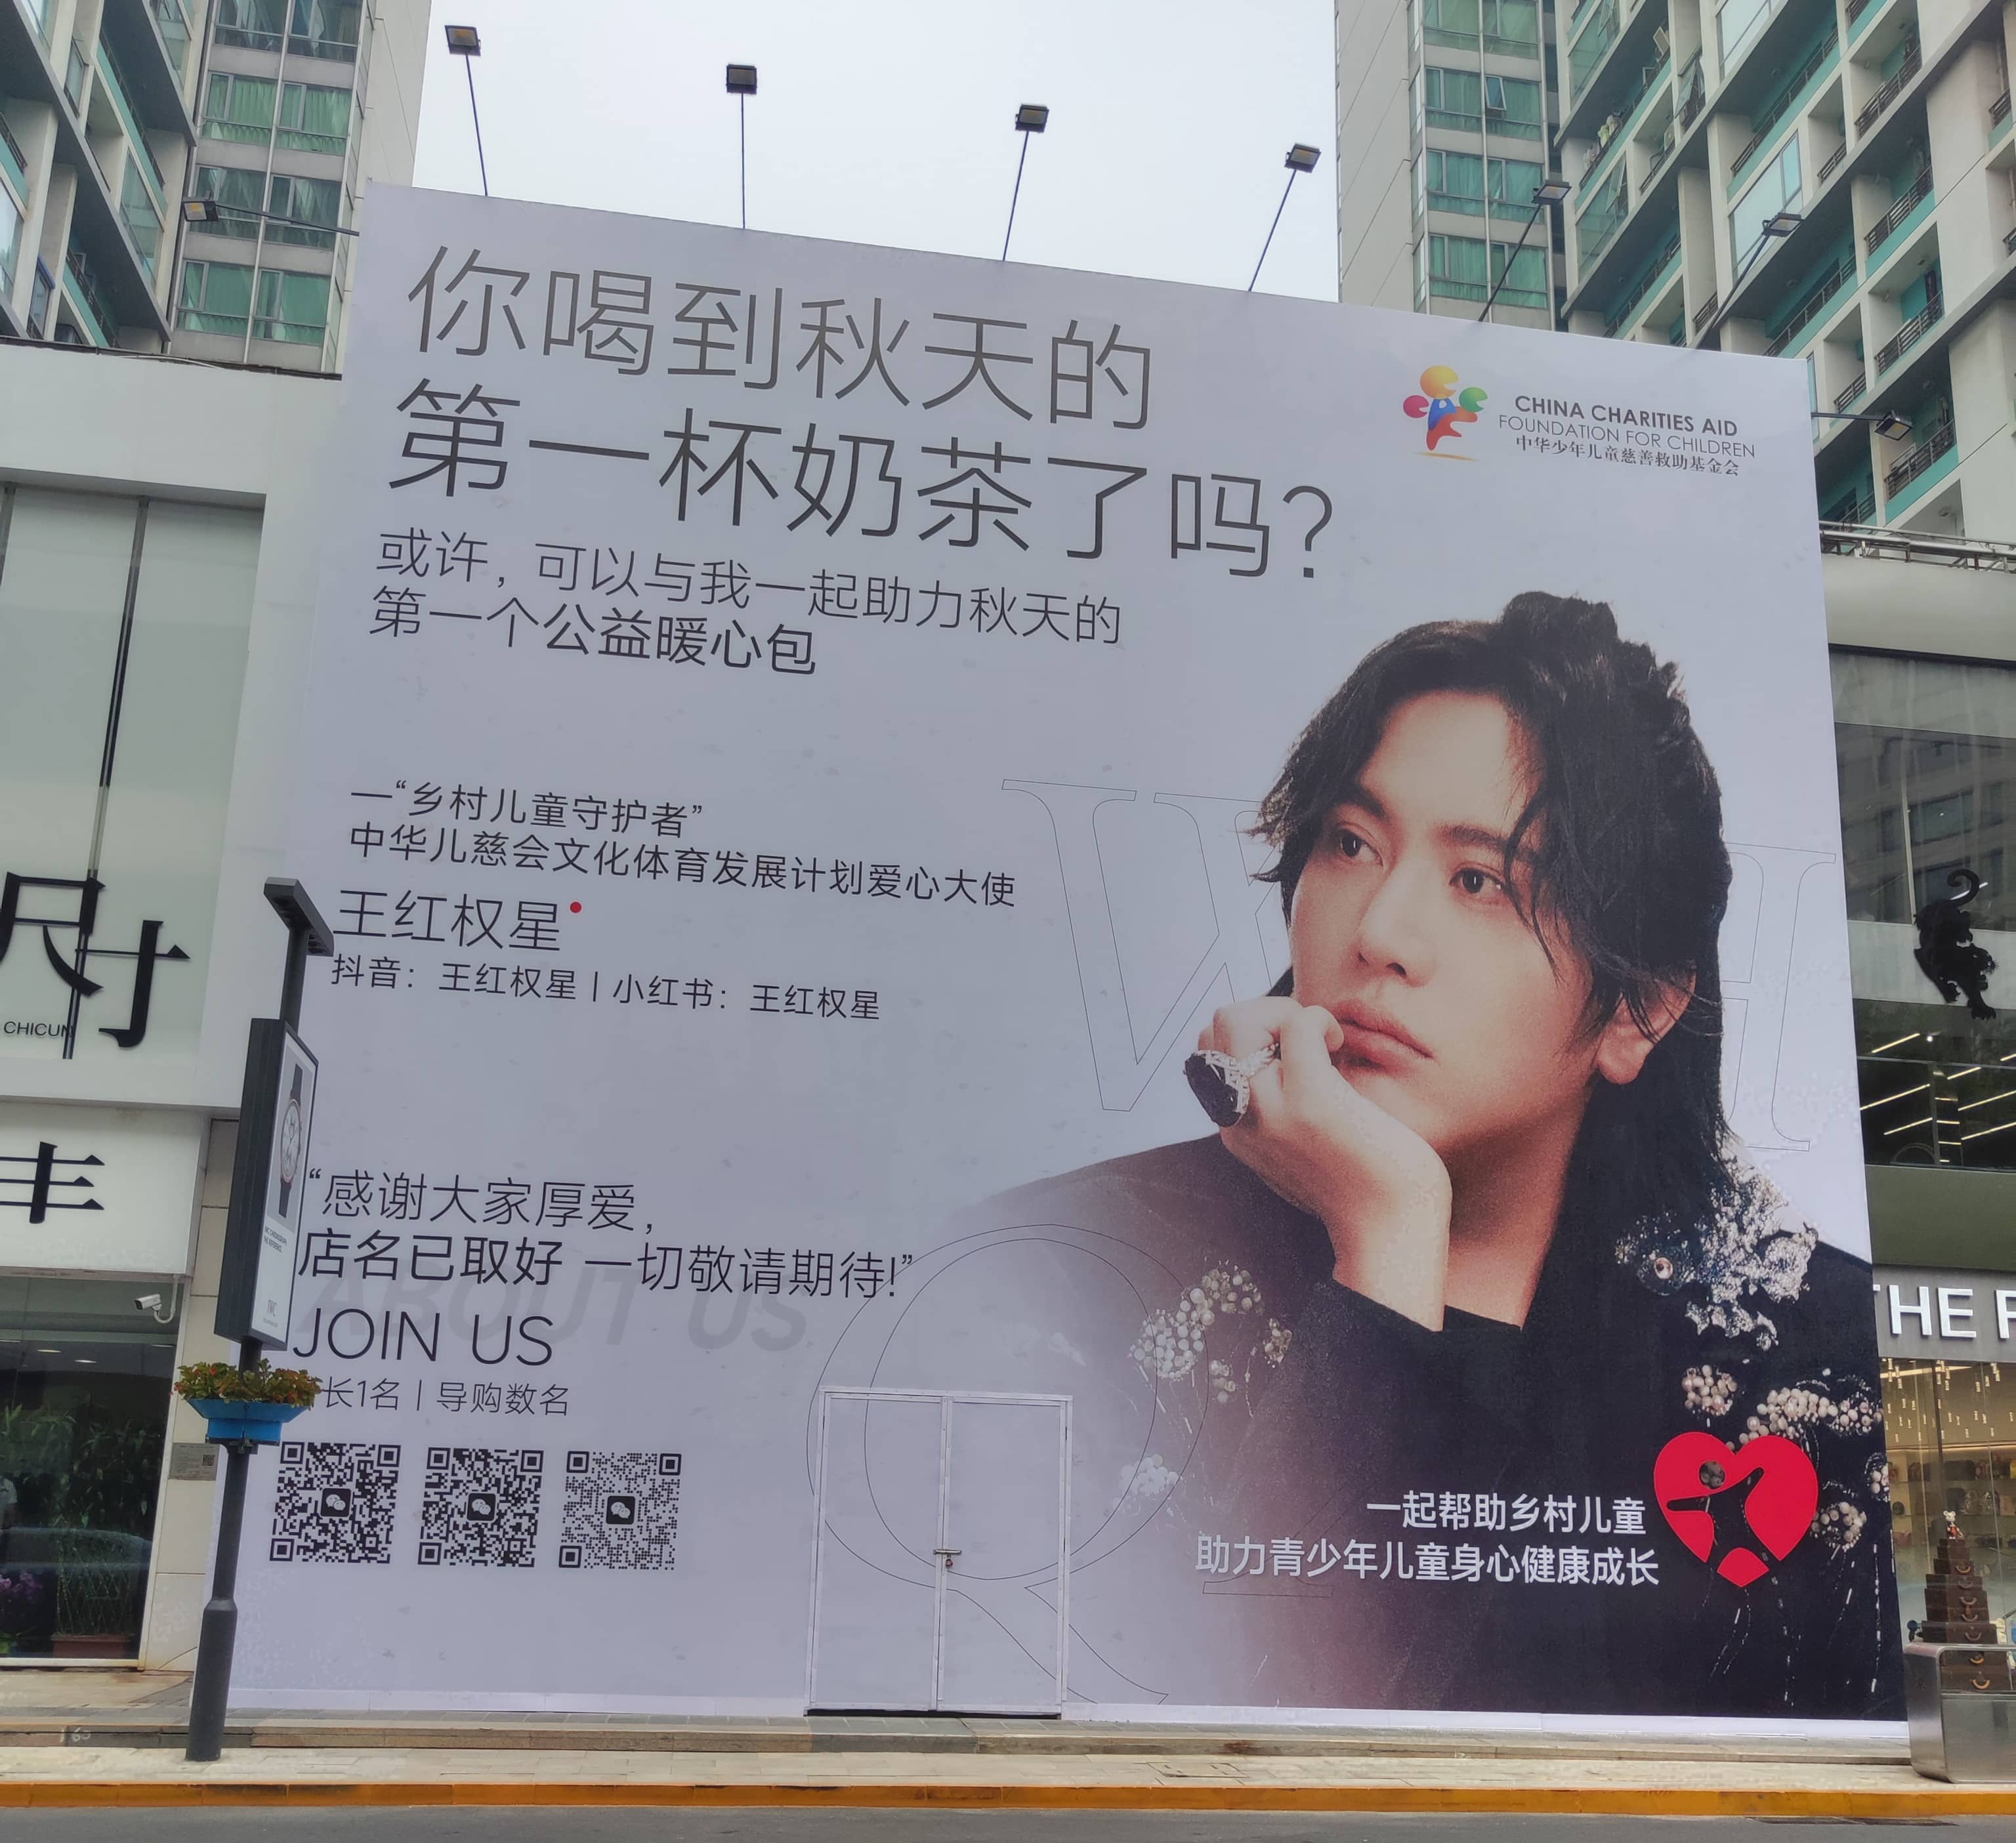 你喝到秋天的
第一杯奶茶了吗?
或许，可以与我一起助力秋天的
第一个公益暖心包
CHINA CHARITIES AID
FOUNDATION FOR CHILDREN
中华少年儿童慈善救助基金会
一“乡村儿童守护者”
中华儿慈会文化体育发展计划爱心大使
王红权星
抖音：王红权星 | 小红书：王红权星
“感谢大家厚爱，
店名已取好 一切敬请期待!”
ABOUT US
JOIN US
长1名 | 导购数名
一起帮助乡村儿童
助力青少年儿童身心健康成长
W
H
Q
尺寸
CHICUN
丰
IWC
THE